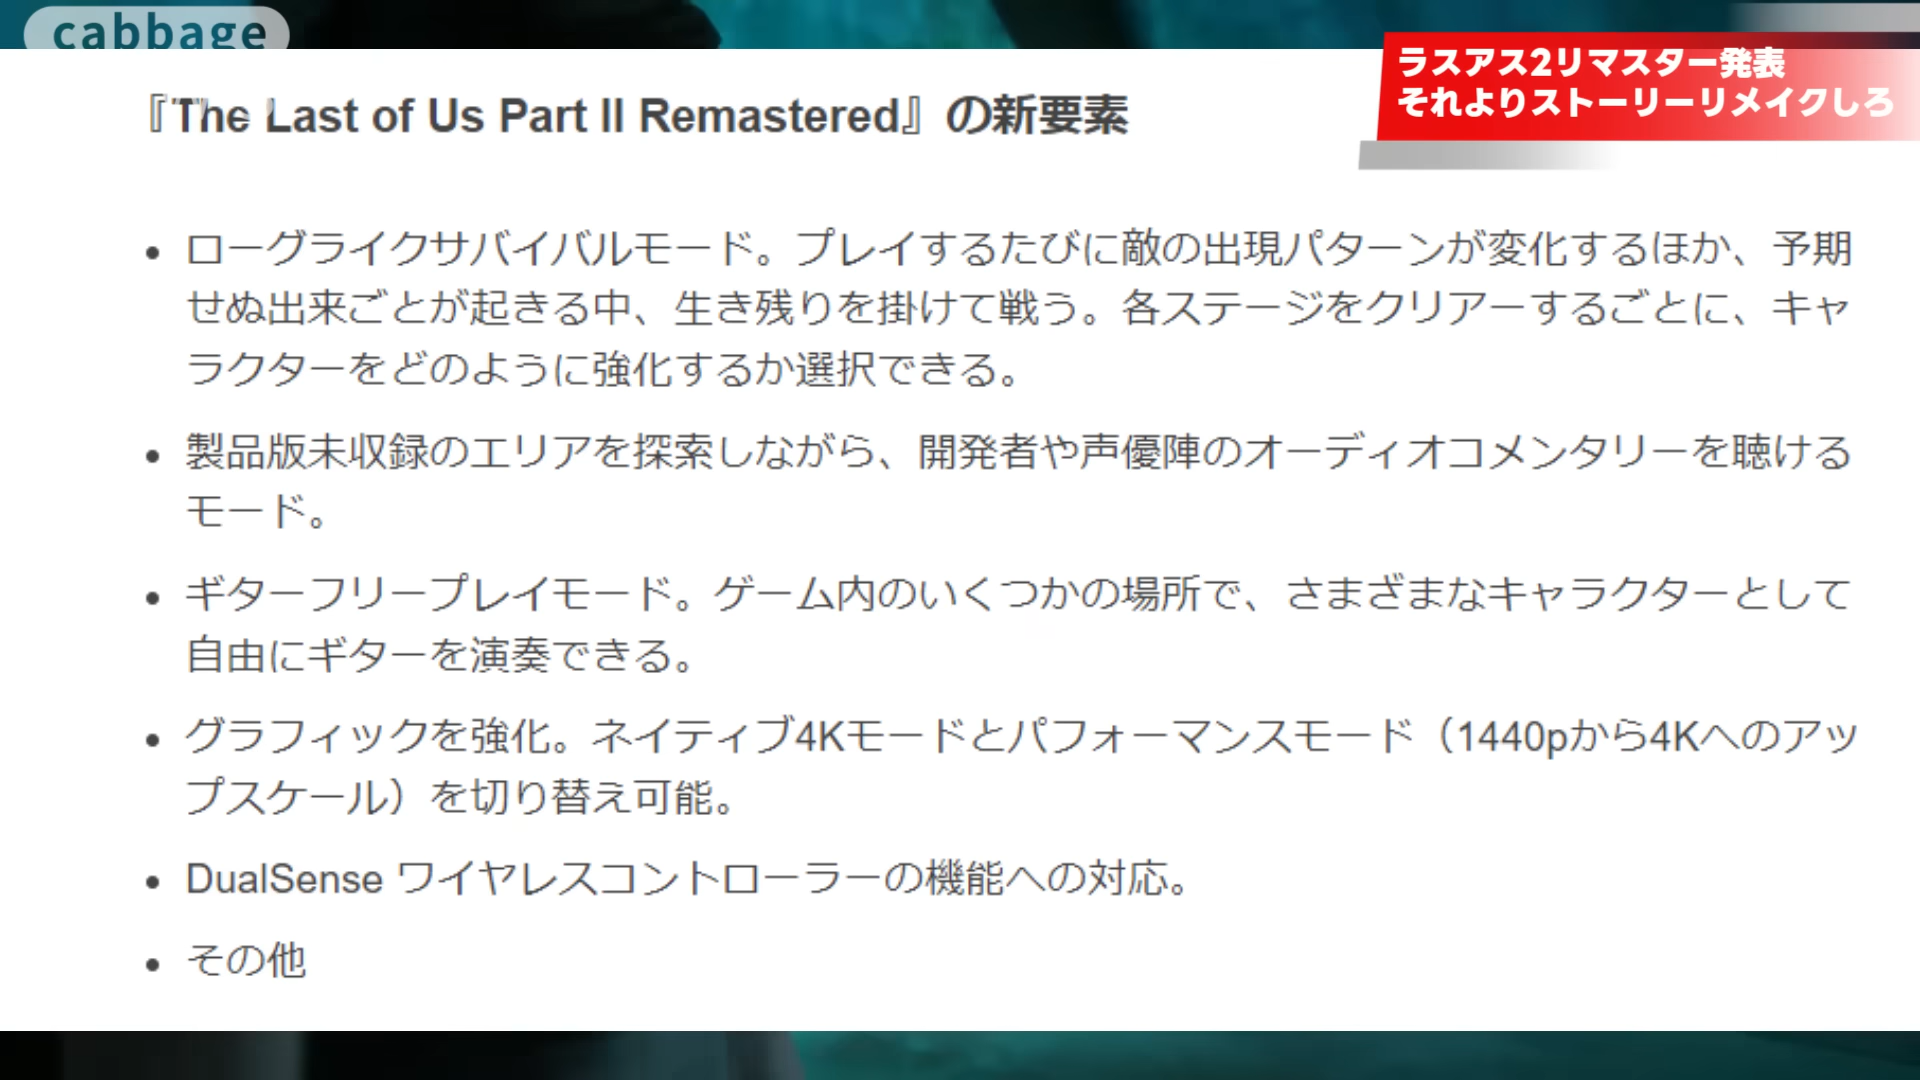 cabbage
ラスアス2リマスター発表
それよりストーリーリメイクしろ
『The Last of Us Part II Remastered』の新要素
• ローグライクサバイバルモード。プレイするたびに敵の出現パターンが変化するほか、予期
せぬ出来ごとが起きる中、生き残りを掛けて戦う。各ステージをクリアーするごとに、キャ
ラクターをどのように強化するか選択できる。
• 製品版未収録のエリアを探索しながら、開発者や声優陣のオーディオコメンタリーを聴ける
モード。
• ギターフリープレイモード。ゲーム内のいくつかの場所で、さまざまなキャラクターとして
自由にギターを演奏できる。
• グラフィックを強化。ネイティブ4Kモードとパフォーマンスモード（1440pから4Kへのアッ
プスケール）を切り替え可能。
• DualSense ワイヤレスコントローラーの機能への対応。
• その他